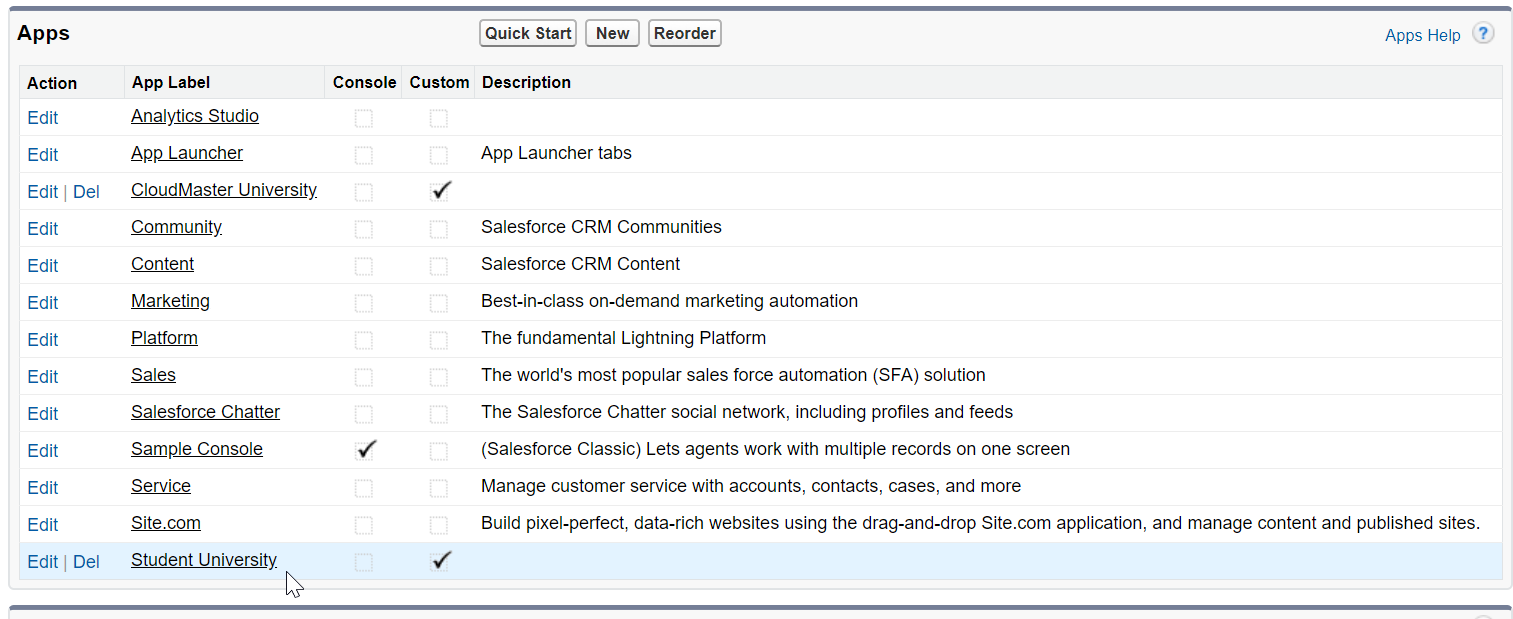 Apps Quick Start New Reorder Apps Help ?
Action App Label Console Custom Description
Edit Analytics Studio
Edit App Launcher App Launcher tabs
Edit | Del CloudMaster University
Edit Community Salesforce CRM Communities
Edit Content Salesforce CRM Content
Edit Marketing Best-in-class on-demand marketing automation
Edit Platform The fundamental Lightning Platform
Edit Sales The world's most popular sales force automation (SFA) solution
Edit Salesforce Chatter The Salesforce Chatter social network, including profiles and feeds
Edit Sample Console (Salesforce Classic) Lets agents work with multiple records on one screen
Edit Service Manage customer service with accounts, contacts, cases, and more
Edit Site.com Build pixel-perfect, data-rich websites using the drag-and-drop Site.com application, and manage content and published sites.
Edit | Del Student University